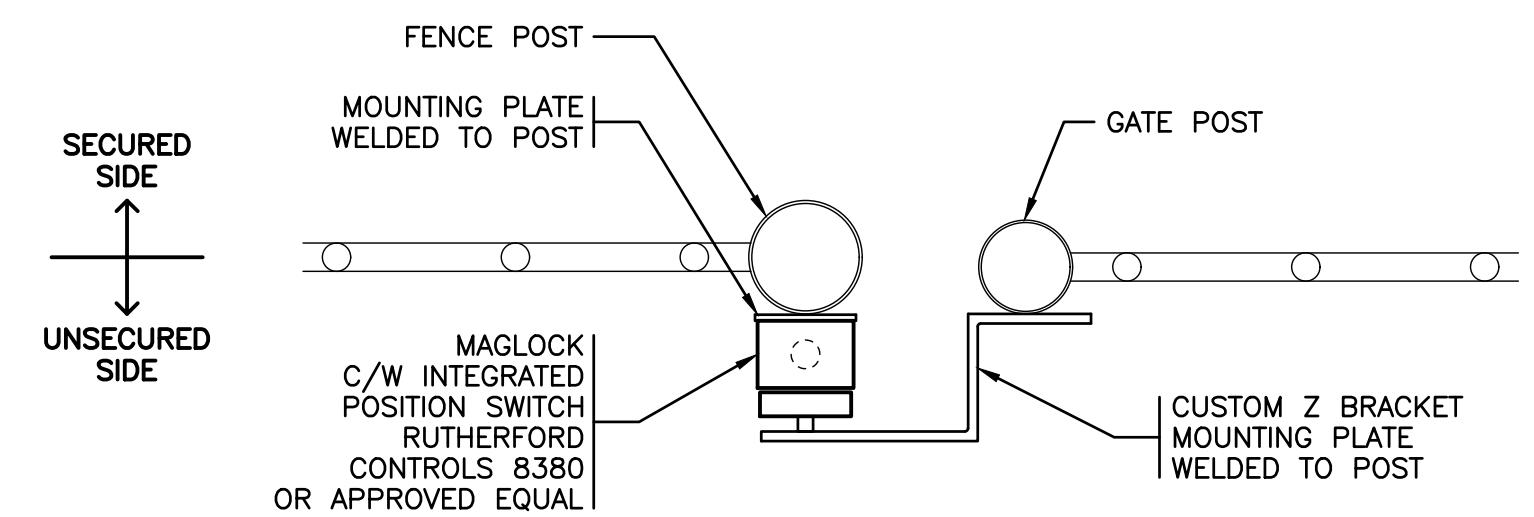 FENCE POST
MOUNTING PLATE
WELDED TO POST
GATE POST
SECURED
SIDE
UNSECURED
SIDE
MAGLOCK
C/W INTEGRATED
POSITION SWITCH
RUTHERFORD
CONTROLS 8380
OR APPROVED EQUAL
CUSTOM Z BRACKET
MOUNTING PLATE
WELDED TO POST